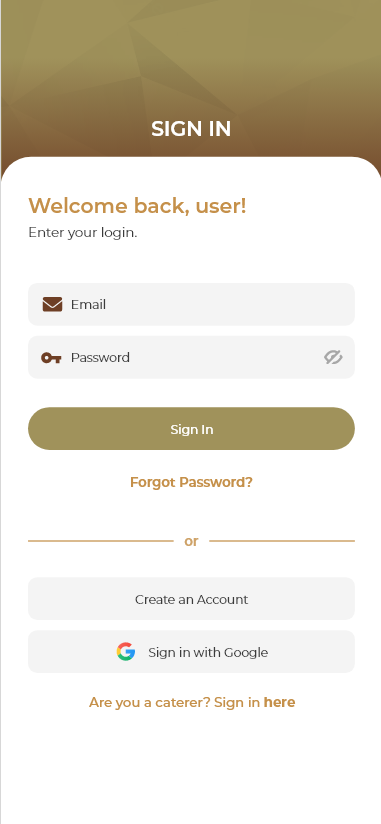 SIGN IN
Welcome back, user!
Enter your login.
Email
Password
Sign In
Forgot Password?
or
Create an Account
Sign in with Google
Are you a caterer? Sign in here